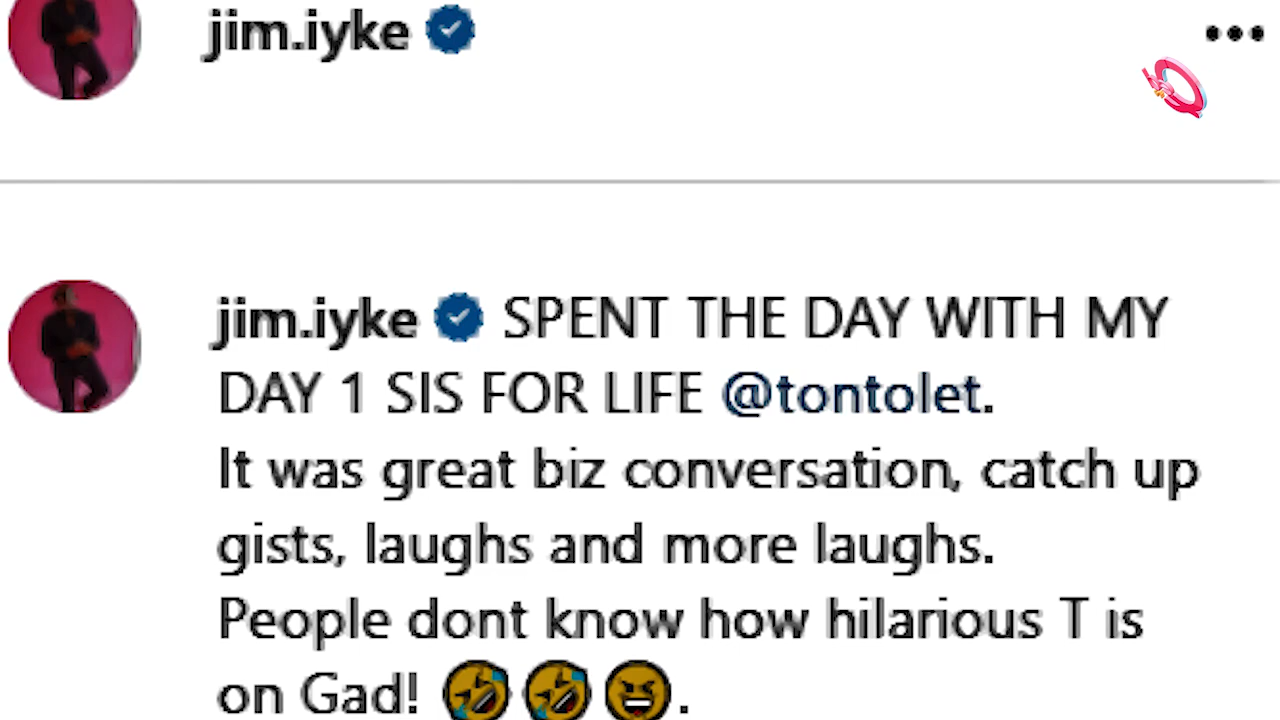 jim.iyke
jim.iyke SPENT THE DAY WITH MY
DAY 1 SIS FOR LIFE @tontolet.
It was great biz conversation, catch up
gists, laughs and more laughs.
People dont know how hilarious T is
on Gad! 🤣🤣😆.